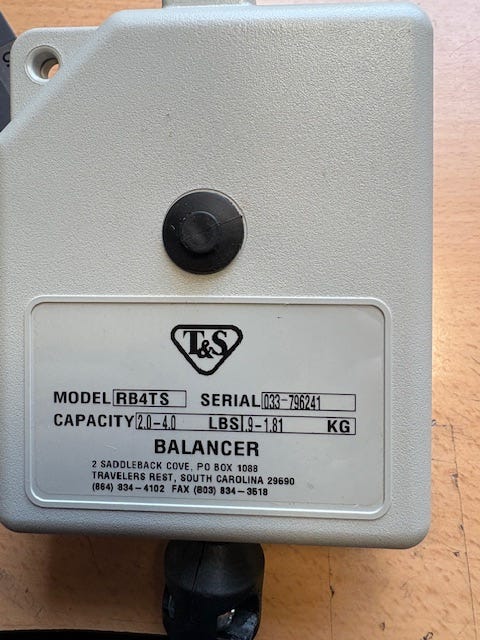 T&S
MODEL RB4TS SERIAL 033-796241
CAPACITY 2.0-4.0 LBS .9-1.81 KG
BALANCER
2 SADDLEBACK COVE, PO BOX 1088
TRAVELERS REST, SOUTH CAROLINA 29690
(864) 834-4102 FAX (803) 834-3518